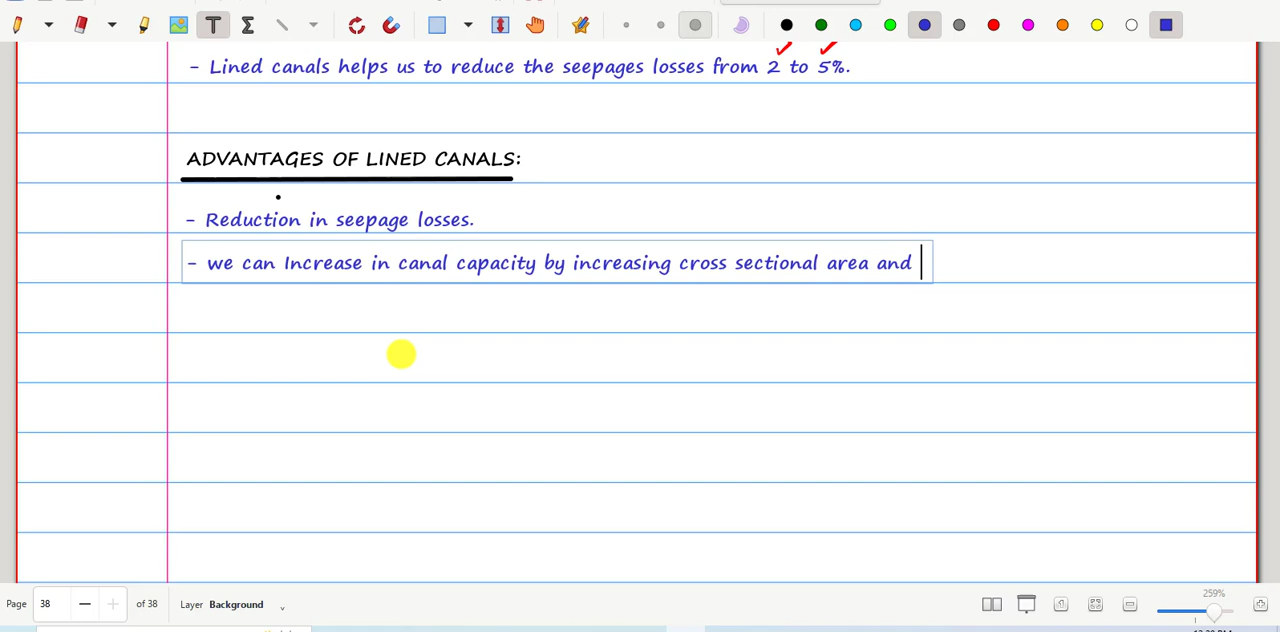 - Lined canals helps us to reduce the seepages losses from 2 to 5%.
ADVANTAGES OF LINED CANALS:
- Reduction in seepage losses.
- we can Increase in canal capacity by increasing cross sectional area and
Page 38 of 38 Layer Background 259%